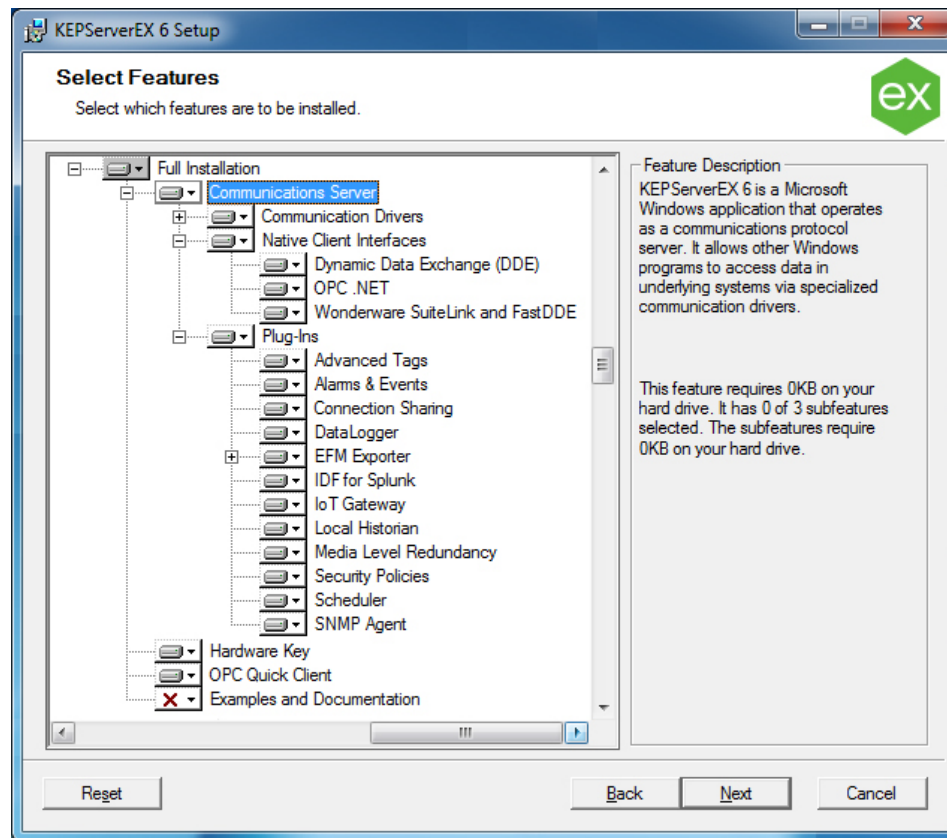 KEPServerEX 6 Setup
Select Features
Select which features are to be installed.
ex
Full Installation
Communications Server
Communication Drivers
Native Client Interfaces
Dynamic Data Exchange (DDE)
OPC .NET
Wonderware SuiteLink and FastDDE
Plug-Ins
Advanced Tags
Alarms & Events
Connection Sharing
DataLogger
EFM Exporter
IDF for Splunk
IoT Gateway
Local Historian
Media Level Redundancy
Security Policies
Scheduler
SNMP Agent
Hardware Key
OPC Quick Client
Examples and Documentation
Feature Description
KEPServerEX 6 is a Microsoft
Windows application that operates
as a communications protocol
server. It allows other Windows
programs to access data in
underlying systems via specialized
communication drivers.
This feature requires 0KB on your
hard drive. It has 0 of 3 subfeatures
selected. The subfeatures require
0KB on your hard drive.
Reset
Back
Next
Cancel